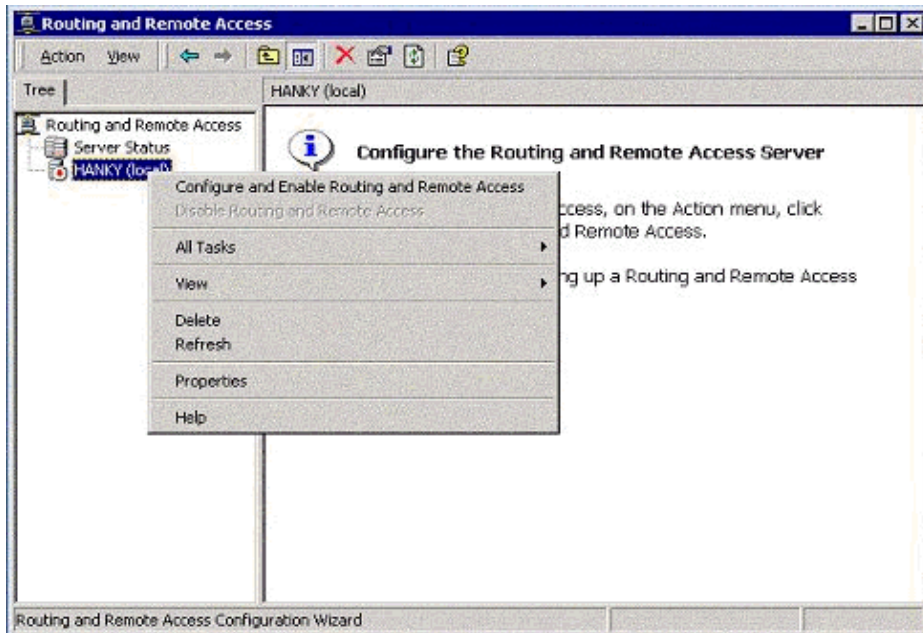 Routing and Remote Access
Action View
Tree
HANKY (local)
Routing and Remote Access
Server Status
HANKY (local)
Configure the Routing and Remote Access Server
Configure and Enable Routing and Remote Access
Disable Routing and Remote Access
ccess, on the Action menu, click
d Remote Access.
All Tasks
ng up a Routing and Remote Access
View
Delete
Refresh
Properties
Help
Routing and Remote Access Configuration Wizard